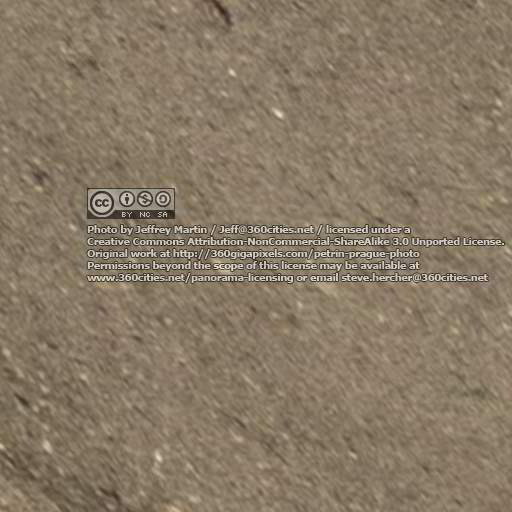 cc BY NC SA
Photo by Jeffrey Martin / Jeff@360cities.net / licensed under a
Creative Commons Attribution-NonCommercial-ShareAlike 3.0 Unported License.
Original work at http://360gigapixels.com/petrin-prague-photo
Permissions beyond the scope of this license may be available at
www.360cities.net/panorama-licensing or email steve.hercher@360cities.net